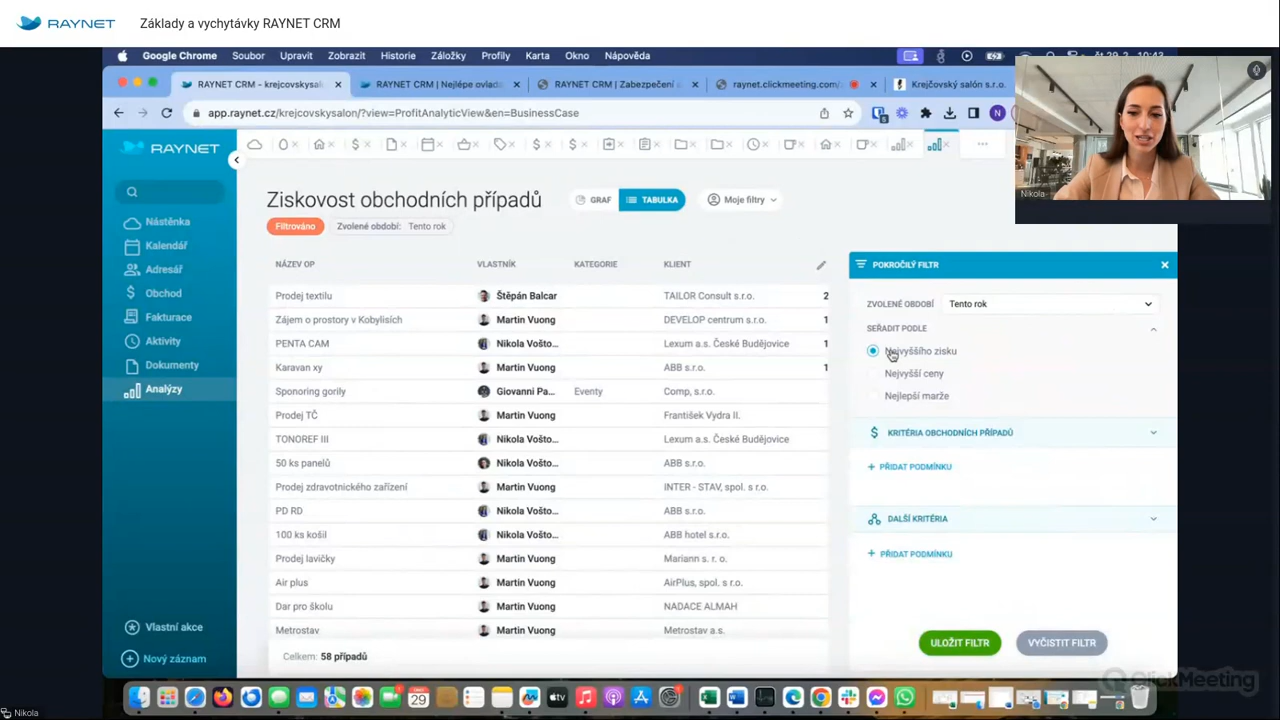 RAYNET Základy a vychytávky RAYNET CRM
Google Chrome Soubor Upravit Zobrazit Historie Záložky Profily Karta Okno Nápověda
RAYNET CRM - krejcovskysalo
RAYNET CRM | Nejlépe ovlada
RAYNET CRM | Zabezpečení
raynet.clickmeeting.com/
Krejčovský salón s.r.o.
app.raynet.cz/krejcovskysalon/?view=ProfitAnalyticView&en=BusinessCase
N
RAYNET
Nástěnka
Kalendář
Adresář
Obchod
Fakturace
Aktivity
Dokumenty
Analýzy
Vlastní akce
Nový záznam
Ziskovost obchodních případů
GRAF TABULKA Moje filtry
Filtrováno Zvolené období: Tento rok
NÁZEV OP VLASTNÍK KATEGORIE KLIENT
Prodej textilu Štěpán Balcar TAILOR Consult s.r.o. 2
Zájem o prostory v Kobylisích Martin Vuong DEVELOP centrum s.r.o. 1
PENTA CAM Nikola Vošto... Lexum a.s. České Budějovice 1
Karavan xy Martin Vuong ABB s.r.o. 1
Sponoring gorily Giovanni Pa... Eventy Comp, s.r.o.
Prodej TČ Martin Vuong František Vydra II.
TONOREF III Nikola Vošto... Lexum a.s. České Budějovice
50 ks panelů Nikola Vošto... ABB s.r.o.
Prodej zdravotnického zařízení Martin Vuong INTER - STAV, spol. s r.o.
PD RD Nikola Vošto... ABB s.r.o.
100 ks košil Nikola Vošto... ABB hotel s.r.o.
Prodej lavičky Martin Vuong Mariann s. r. o.
Air plus Martin Vuong AirPlus, spol. s r.o.
Dar pro školu Martin Vuong NADACE ALMAH
Metrostav Martin Vuong Metrostav a.s.
Celkem: 58 případů
POKROČILÝ FILTR
ZVOLENÉ OBDOBÍ Tento rok
SEŘADIT PODLE
Nejvyššího zisku
Nejvyšší ceny
Nejlepší marže
KRITÉRIA OBCHODNÍCH PŘÍPADŮ
+ PŘIDAT PODMÍNKU
DALŠÍ KRITÉRIA
+ PŘIDAT PODMÍNKU
ULOŽIT FILTR VYČISTIT FILTR
Nikola
ClickMeeting
Nikola